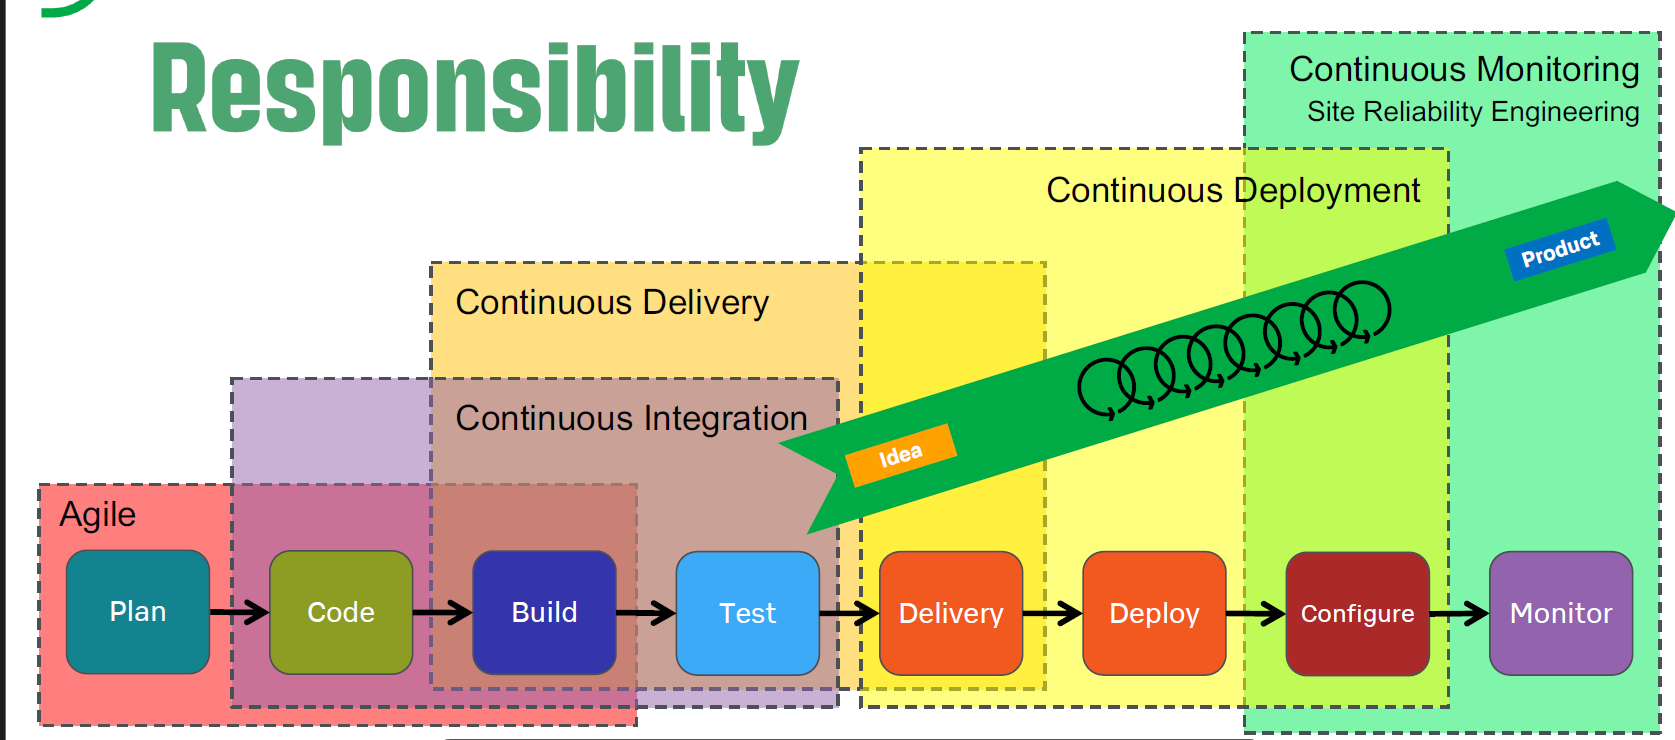 Responsibility
Continuous Monitoring
Site Reliability Engineering
Continuous Deployment
Product
Continuous Delivery
Continuous Integration
Idea
Agile
Plan
Code
Build
Test
Delivery
Deploy
Configure
Monitor